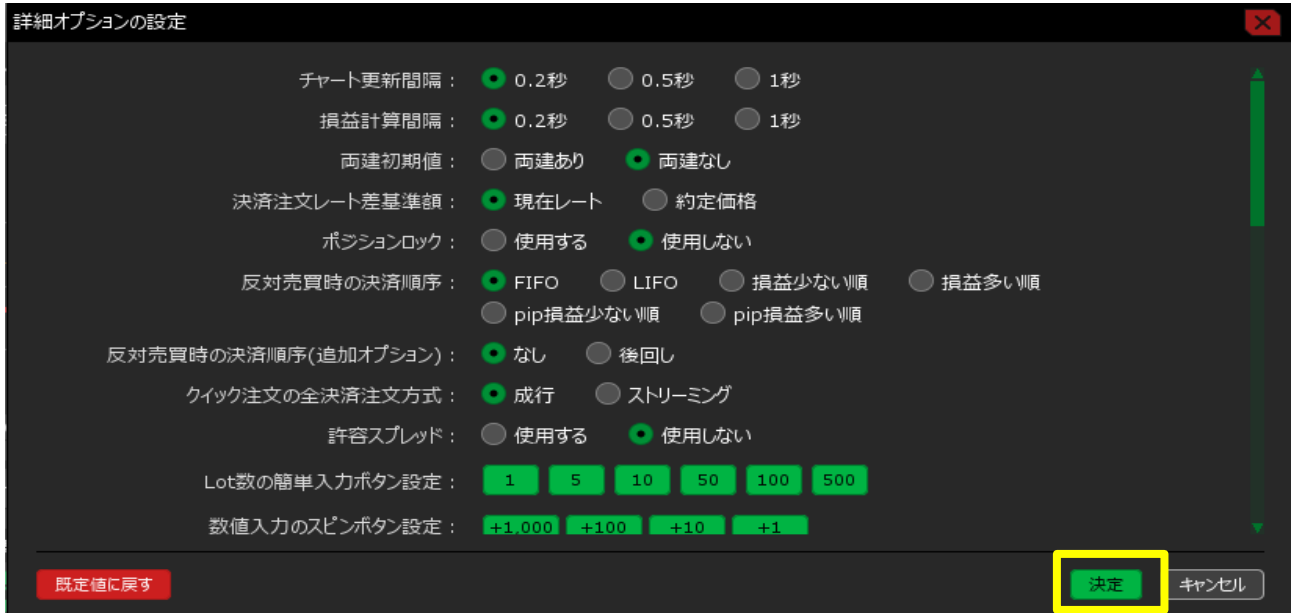 詳細オプションの設定
チャート更新間隔： 0.2秒 0.5秒 1秒
損益計算間隔： 0.2秒 0.5秒 1秒
両建初期値： 両建あり 両建なし
決済注文レート差基準額： 現在レート 約定価格
ポジションロック： 使用する 使用しない
反対売買時の決済順序： FIFO LIFO 損益少ない順 損益多い順
pip損益少ない順 pip損益多い順
反対売買時の決済順序(追加オプション)： なし 後回し
クイック注文の全決済注文方式： 成行 ストリーミング
許容スプレッド： 使用する 使用しない
Lot数の簡単入力ボタン設定： 1 5 10 50 100 500
数値入力のスピンボタン設定： +1,000 +100 +10 +1
既定値に戻す 決定 キャンセル